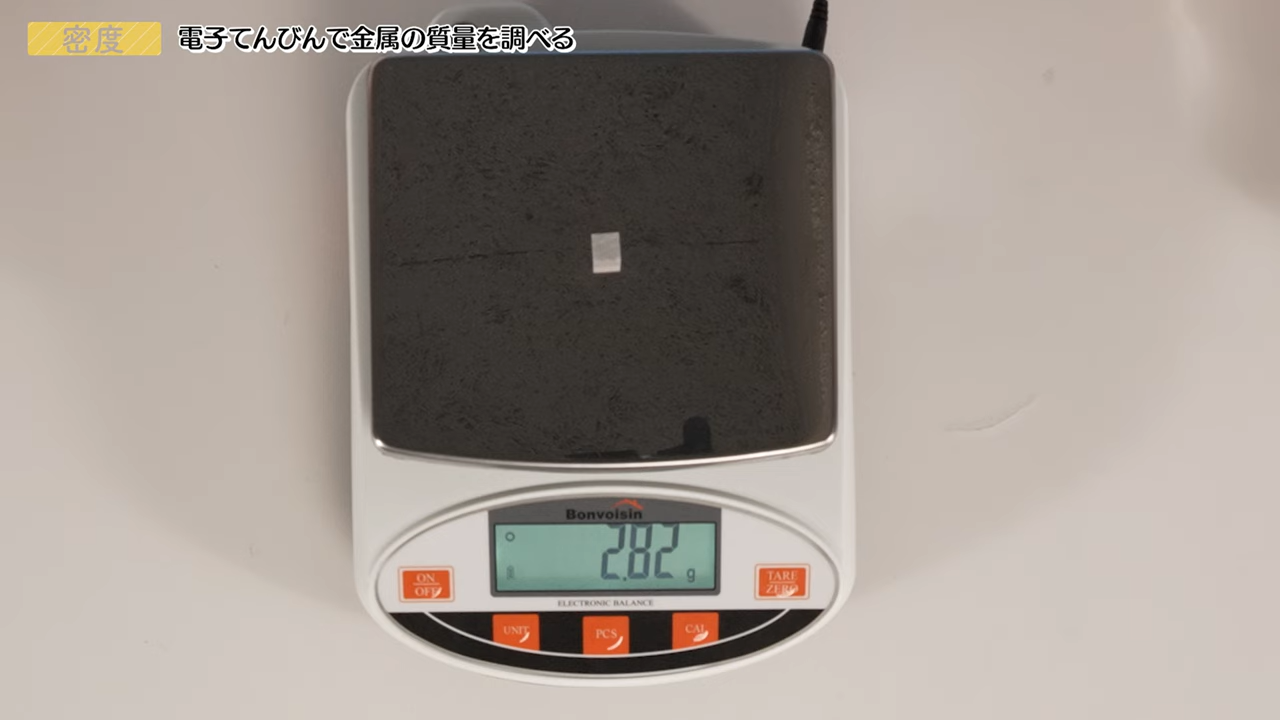 密度
電子てんびんで金属の質量を調べる
Bonvoisin
2.82 g
ON
OFF
TARE
ZERO
ELECTRONIC BALANCE
UNIT
PCS
CAL